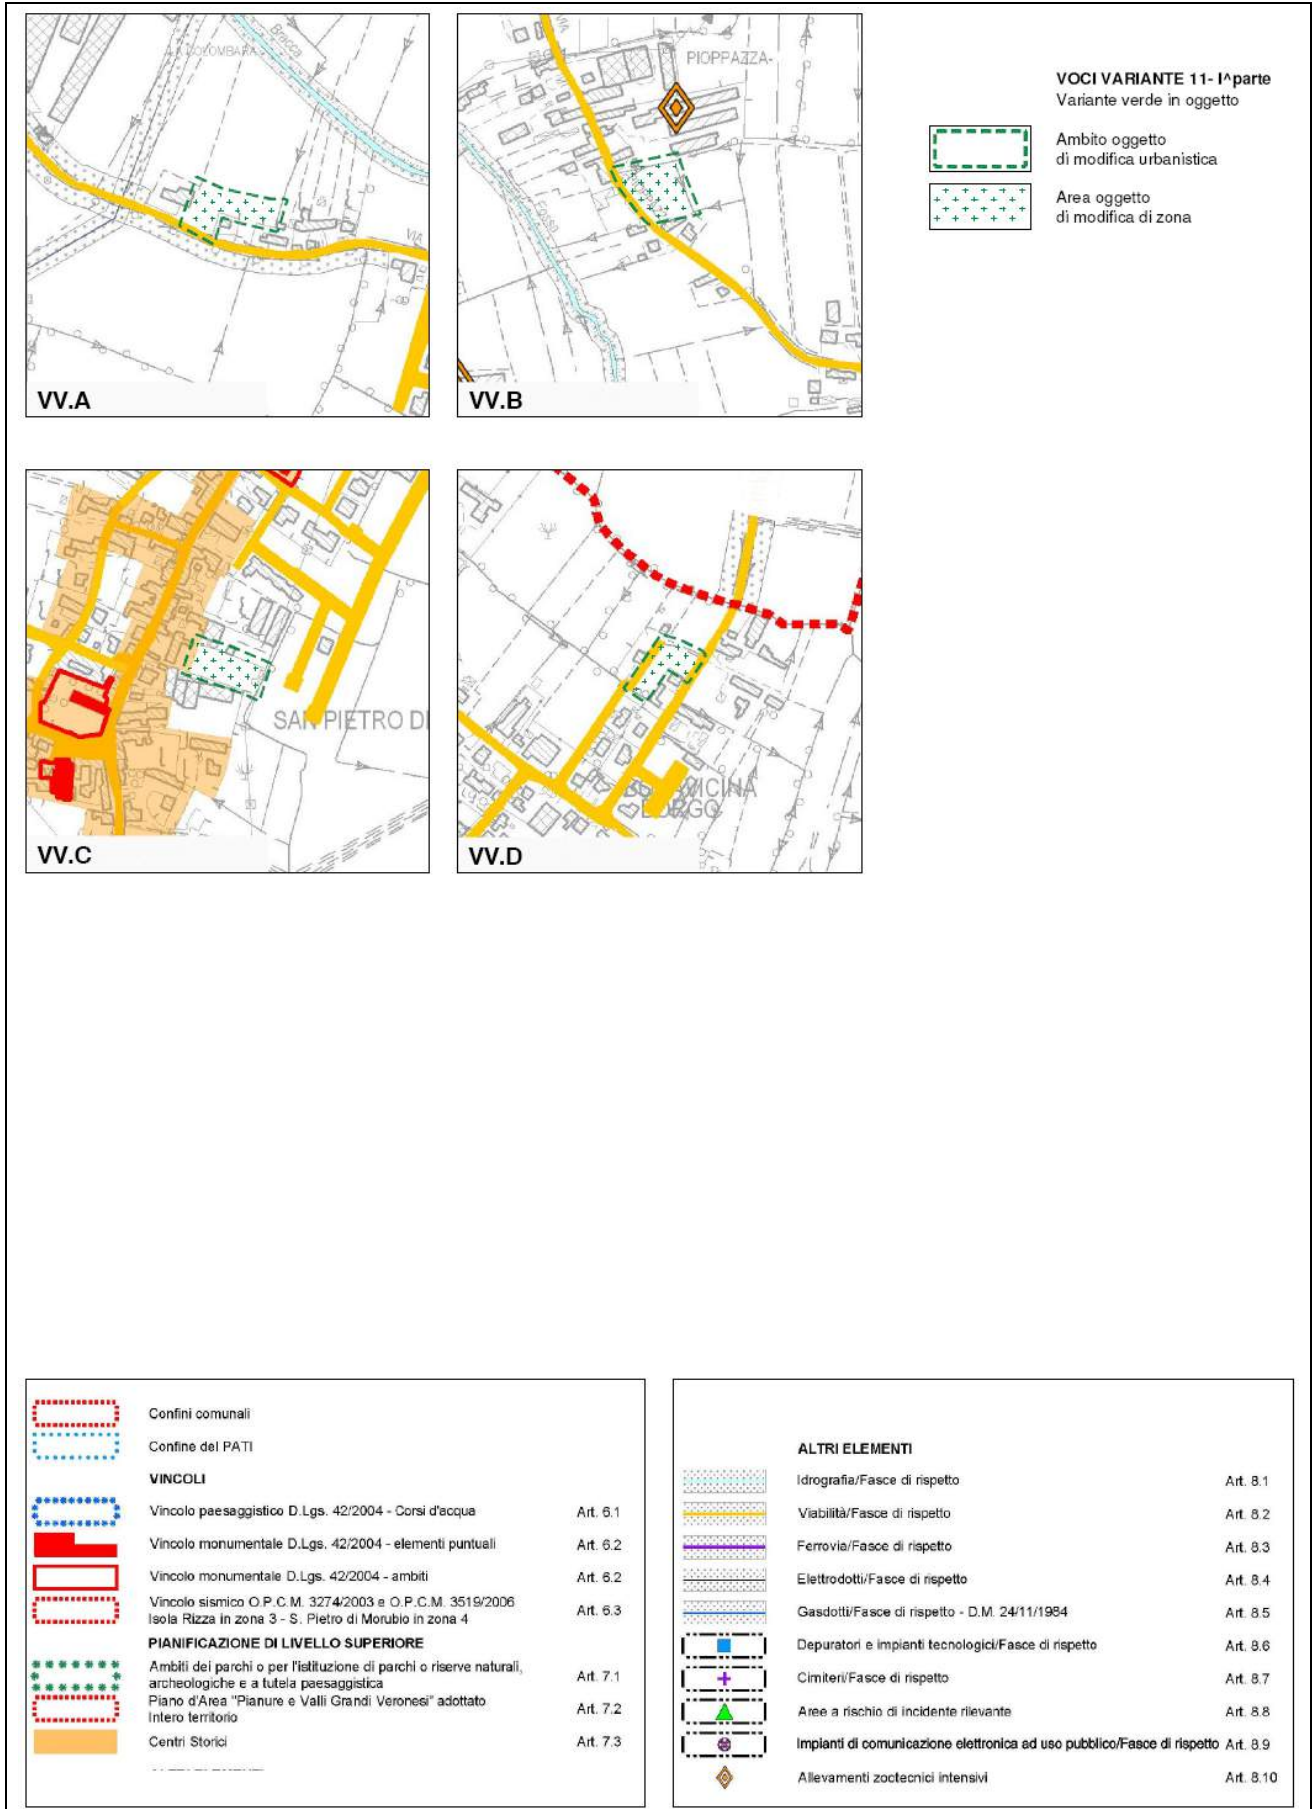 Bracca
COLOMBARA
VIA
VV.A
VIA
PIOPPAZZA
Fossa
VV.B
VOCI VARIANTE 11- I^parte
Variante verde in oggetto
Ambito oggetto
di modifica urbanistica
Area oggetto
di modifica di zona
SAN PIETRO DI
VV.C
BORGO
VV.D
Confini comunali
Confine del PATI
VINCOLI
Vincolo paesaggistico D.Lgs. 42/2004 - Corsi d'acqua Art. 6.1
Vincolo monumentale D.Lgs. 42/2004 - elementi puntuali Art. 6.2
Vincolo monumentale D.Lgs. 42/2004 - ambiti Art. 6.2
Vincolo sismico O.P.C.M. 3274/2003 e O.P.C.M. 3519/2006
Isola Rizza in zona 3 - S. Pietro di Morubio in zona 4 Art. 6.3
PIANIFICAZIONE DI LIVELLO SUPERIORE
Ambiti dei parchi o per l'istituzione di parchi o riserve naturali,
archeologiche e a tutela paesaggistica Art. 7.1
Piano d'Area "Pianure e Valli Grandi Veronesi" adottato
Intero territorio Art. 7.2
Centri Storici Art. 7.3
ALTRI ELEMENTI
Idrografia/Fasce di rispetto Art. 8.1
Viabilità/Fasce di rispetto Art. 8.2
Ferrovia/Fasce di rispetto Art. 8.3
Elettrodotti/Fasce di rispetto Art. 8.4
Gasdotti/Fasce di rispetto - D.M. 24/11/1984 Art. 8.5
Depuratori e impianti tecnologici/Fasce di rispetto Art. 8.6
Cimiteri/Fasce di rispetto Art. 8.7
Aree a rischio di incidente rilevante Art. 8.8
Impianti di comunicazione elettronica ad uso pubblico/Fasce di rispetto Art. 8.9
Allevamenti zootecnici intensivi Art. 8.10